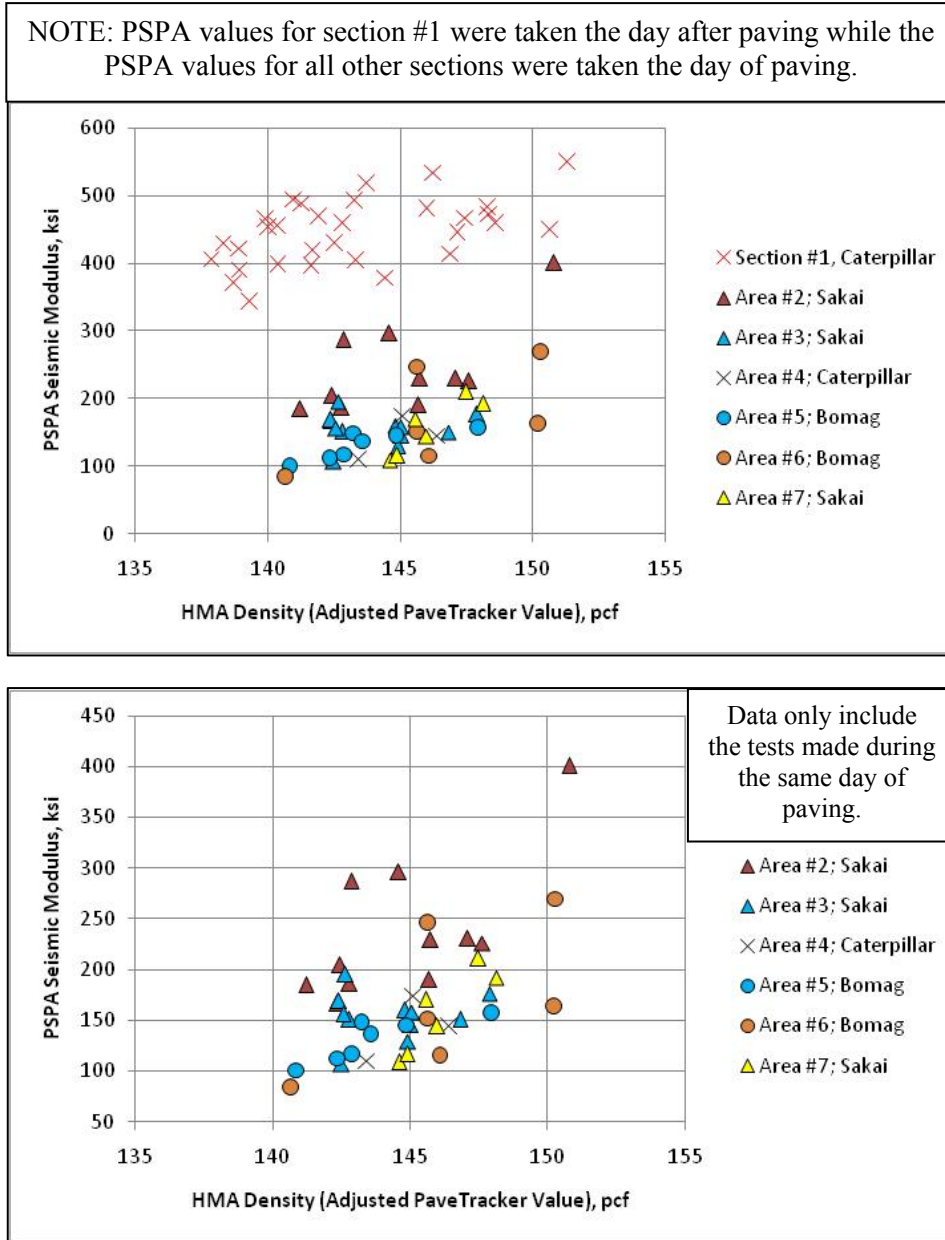 NOTE: PSPA values for section #1 were taken the day after paving while the
PSPA values for all other sections were taken the day of paving.
600
500
400
300
200
100
0
PSPA Seismic Modulus, ksi
135 140 145 150 155
HMA Density (Adjusted PaveTracker Value), pcf
Section #1, Caterpillar
Area #2; Sakai
Area #3; Sakai
Area #4; Caterpillar
Area #5; Bomag
Area #6; Bomag
Area #7; Sakai
Data only include
the tests made during
the same day of
paving.
450
400
350
300
250
200
150
100
50
PSPA Seismic Modulus, ksi
135 140 145 150 155
HMA Density (Adjusted PaveTracker Value), pcf
Area #2; Sakai
Area #3; Sakai
Area #4; Caterpillar
Area #5; Bomag
Area #6; Bomag
Area #7; Sakai